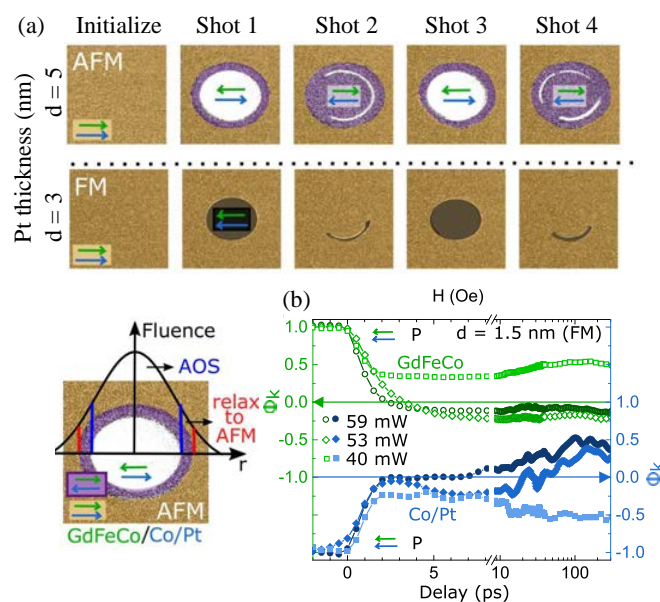 (a) Initialize Shot 1 Shot 2 Shot 3 Shot 4
Pt thickness (nm)
d = 5
AFM
d = 3
FM
Fluence
AOS
relax
to
AFM
r
AFM
GdFeCo/Co/Pt
(b)
H (Oe)
P
d = 1.5 nm (FM)
GdFeCo
1.0
0.5
0.0
-0.5
-1.0
Φk
59 mW
53 mW
40 mW
1.0
0.5
0.0
-0.5
-1.0
Φk
Co/Pt
P
0 5 10 100
Delay (ps)